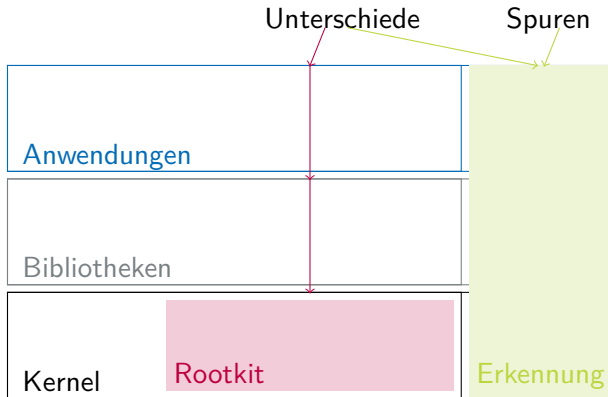 Unterschiede
Spuren
Anwendungen
Bibliotheken
Kernel
Rootkit
Erkennung